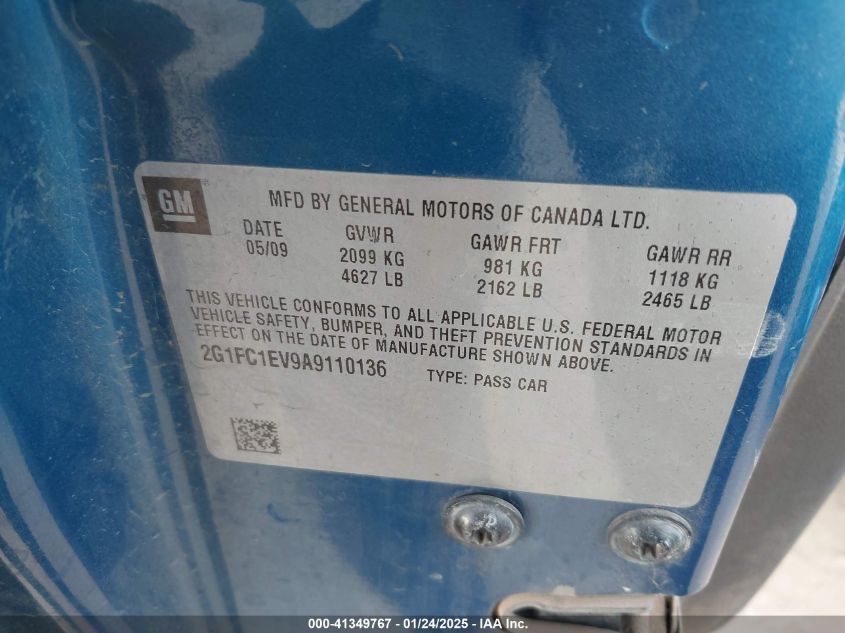 GM
MFD BY GENERAL MOTORS OF CANADA LTD.
DATE GVWR GAWR FRT GAWR RR
05/09 2099 KG 981 KG 1118 KG
4627 LB 2162 LB 2465 LB
THIS VEHICLE CONFORMS TO ALL APPLICABLE U.S. FEDERAL MOTOR
VEHICLE SAFETY, BUMPER, AND THEFT PREVENTION STANDARDS IN
EFFECT ON THE DATE OF MANUFACTURE SHOWN ABOVE.
2G1FC1EV9A9110136 TYPE: PASS CAR
000-41349767 - 01/24/2025 - IAA Inc.